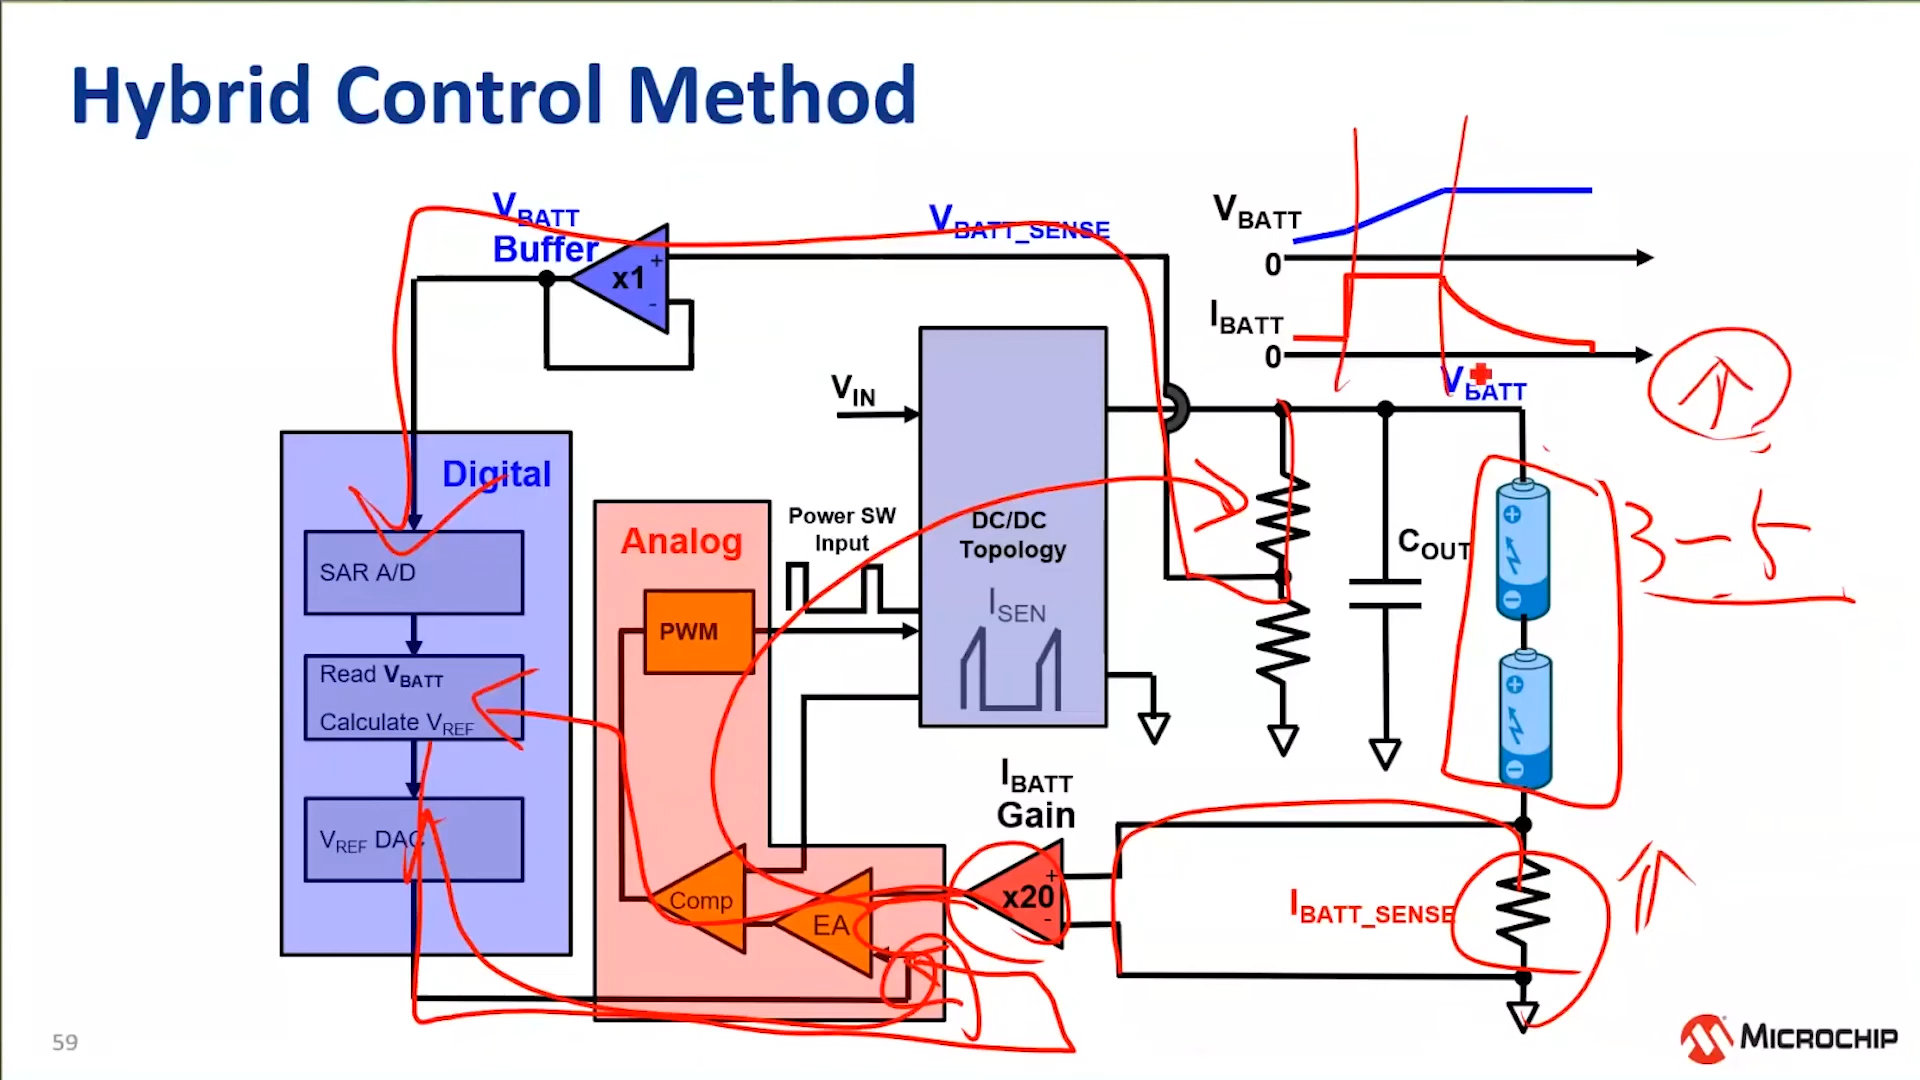 Hybrid Control Method
V_BATT
Buffer
x1
+
-
V_BATT_SENSE
V_BATT
0
I_BATT
0
V_BATT
V_IN
Digital
SAR A/D
Read V_BATT
Calculate V_REF
V_REF DAC
Analog
PWM
Comp
EA
Power SW
Input
DC/DC
Topology
I_SEN
C_OUT
3-5
I_BATT
Gain
x20
+
-
I_BATT_SENSE
59
MICROCHIP